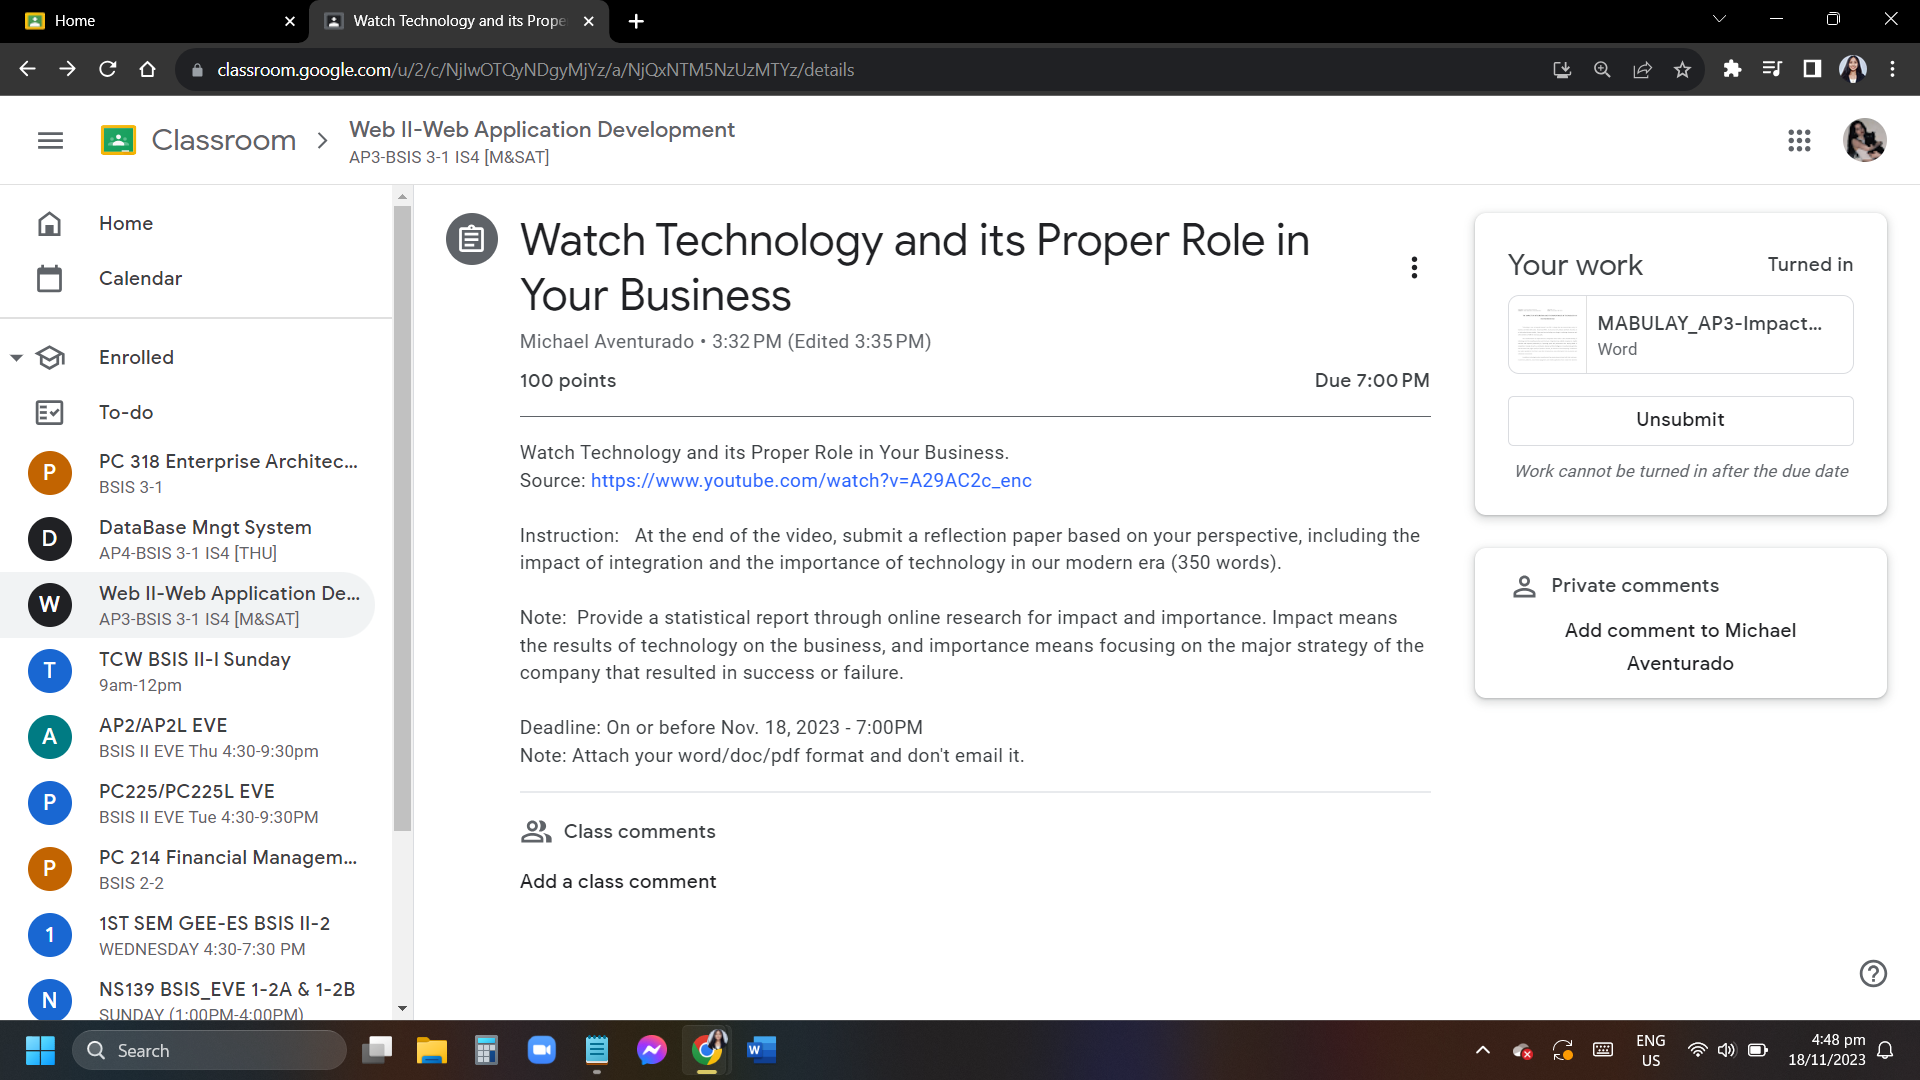 Home
Watch Technology and its Prope
classroom.google.com/u/2/c/NjIwOTQyNDgyMjYz/a/NjQxNTM5NzUzMTYz/details
Classroom
Web II-Web Application Development
AP3-BSIS 3-1 IS4 [M&SAT]
Home
Calendar
Enrolled
To-do
P
PC 318 Enterprise Architec...
BSIS 3-1
D
DataBase Mngt System
AP4-BSIS 3-1 IS4 [THU]
W
Web II-Web Application De...
AP3-BSIS 3-1 IS4 [M&SAT]
T
TCW BSIS II-I Sunday
9am-12pm
A
AP2/AP2L EVE
BSIS II EVE Thu 4:30-9:30pm
P
PC225/PC225L EVE
BSIS II EVE Tue 4:30-9:30PM
P
PC 214 Financial Managem...
BSIS 2-2
1
1ST SEM GEE-ES BSIS II-2
WEDNESDAY 4:30-7:30 PM
N
NS139 BSIS_EVE 1-2A & 1-2B
SUNDAY (1:00PM-4:00PM)
Watch Technology and its Proper Role in
Your Business
Michael Aventurado • 3:32 PM (Edited 3:35 PM)
100 points
Due 7:00 PM
Watch Technology and its Proper Role in Your Business.
Source: https://www.youtube.com/watch?v=A29AC2c_enc
Instruction: At the end of the video, submit a reflection paper based on your perspective, including the
impact of integration and the importance of technology in our modern era (350 words).
Note: Provide a statistical report through online research for impact and importance. Impact means
the results of technology on the business, and importance means focusing on the major strategy of the
company that resulted in success or failure.
Deadline: On or before Nov. 18, 2023 - 7:00PM
Note: Attach your word/doc/pdf format and don't email it.
Class comments
Add a class comment
Your work
Turned in
MABULAY_AP3-Impact...
Word
Unsubmit
Work cannot be turned in after the due date
Private comments
Add comment to Michael
Aventurado
Search
W
ENG
US
4:48 pm
18/11/2023